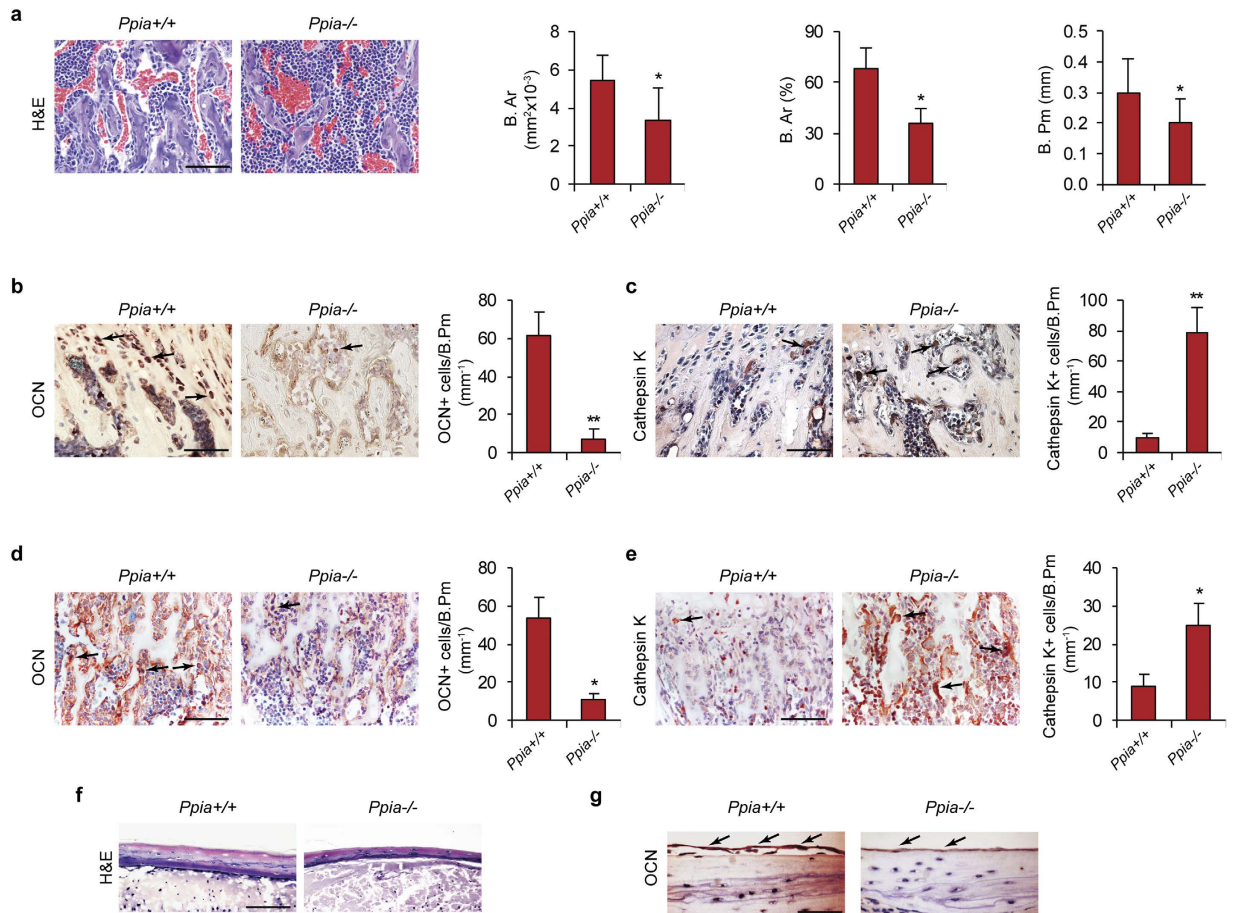 a
Ppia+/+
Ppia-/-
H&E
B. Ar
(mm²x10⁻³)
8
6
4
2
0
*
Ppia+/+
Ppia-/-
B. Ar (%)
90
60
30
0
*
Ppia+/+
Ppia-/-
B. Pm (mm)
0.5
0.4
0.3
0.2
0.1
0.0
*
Ppia+/+
Ppia-/-
b
Ppia+/+
Ppia-/-
OCN
OCN+ cells/B.Pm
(mm⁻¹)
80
60
40
20
0
**
Ppia+/+
Ppia-/-
c
Ppia+/+
Ppia-/-
Cathepsin K
Cathepsin K+ cells/B.Pm
(mm⁻¹)
100
80
60
40
20
0
**
Ppia+/+
Ppia-/-
d
Ppia+/+
Ppia-/-
OCN
OCN+ cells/B.Pm
(mm⁻¹)
80
60
40
20
0
*
Ppia+/+
Ppia-/-
e
Ppia+/+
Ppia-/-
Cathepsin K
Cathepsin K+ cells/B.Pm
(mm⁻¹)
40
30
20
10
0
*
Ppia+/+
Ppia-/-
f
Ppia+/+
Ppia-/-
H&E
g
Ppia+/+
Ppia-/-
OCN